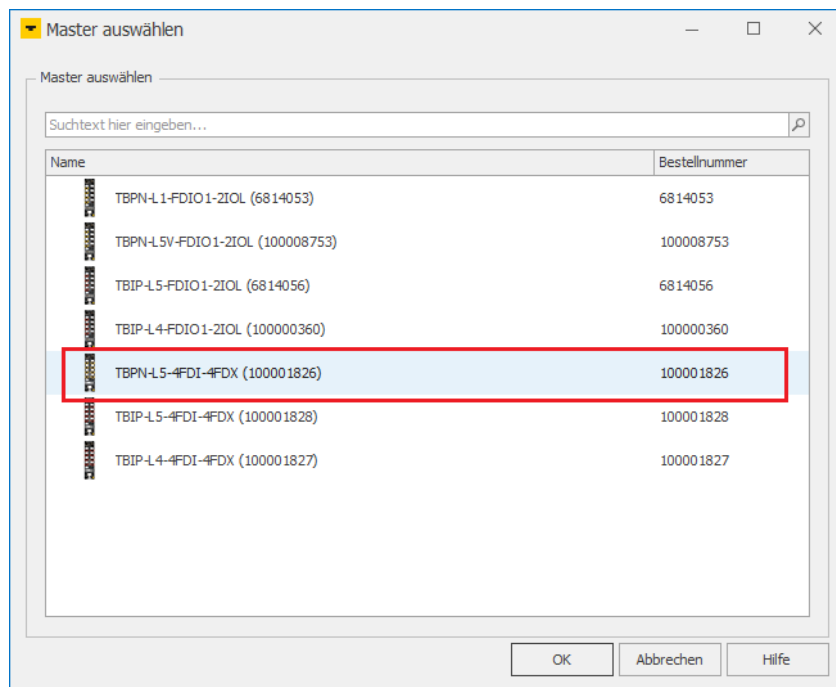 Master auswählen
Master auswählen
Suchtext hier eingeben...
Name Bestellnummer
TBPN-L1-FDIO1-2IOL (6814053) 6814053
TBPN-L5V-FDIO1-2IOL (100008753) 100008753
TBIP-L5-FDIO1-2IOL (6814056) 6814056
TBIP-L4-FDIO1-2IOL (100000360) 100000360
TBPN-L5-4FDI-4FDX (100001826) 100001826
TBIP-L5-4FDI-4FDX (100001828) 100001828
TBIP-L4-4FDI-4FDX (100001827) 100001827
OK Abbrechen Hilfe